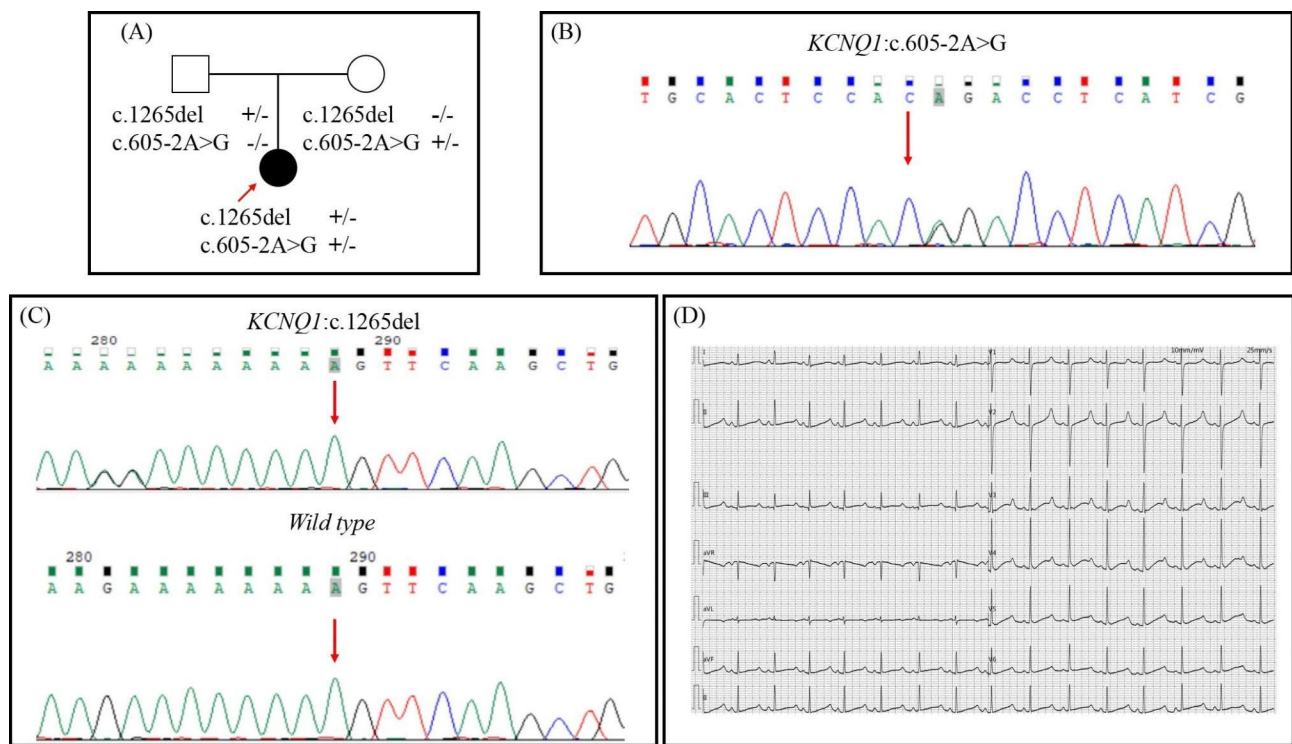 (A)
c.1265del +/- c.1265del -/-
c.605-2A>G -/- c.605-2A>G +/-
c.1265del +/-
c.605-2A>G +/-
(B)
KCNQ1:c.605-2A>G
T G C A C T C C A C A G A C C T C A T C G
(C)
KCNQ1:c.1265del
280 290
A A A A A A A A A A A G T T C A A G C T G
Wild type
280 290
A A G A A A A A A A A G T T C A A G C T G
(D)
I V1 10mm/mV 25mm/s
II V2
III V3
aVR V4
aVL V5
aVF V6
II